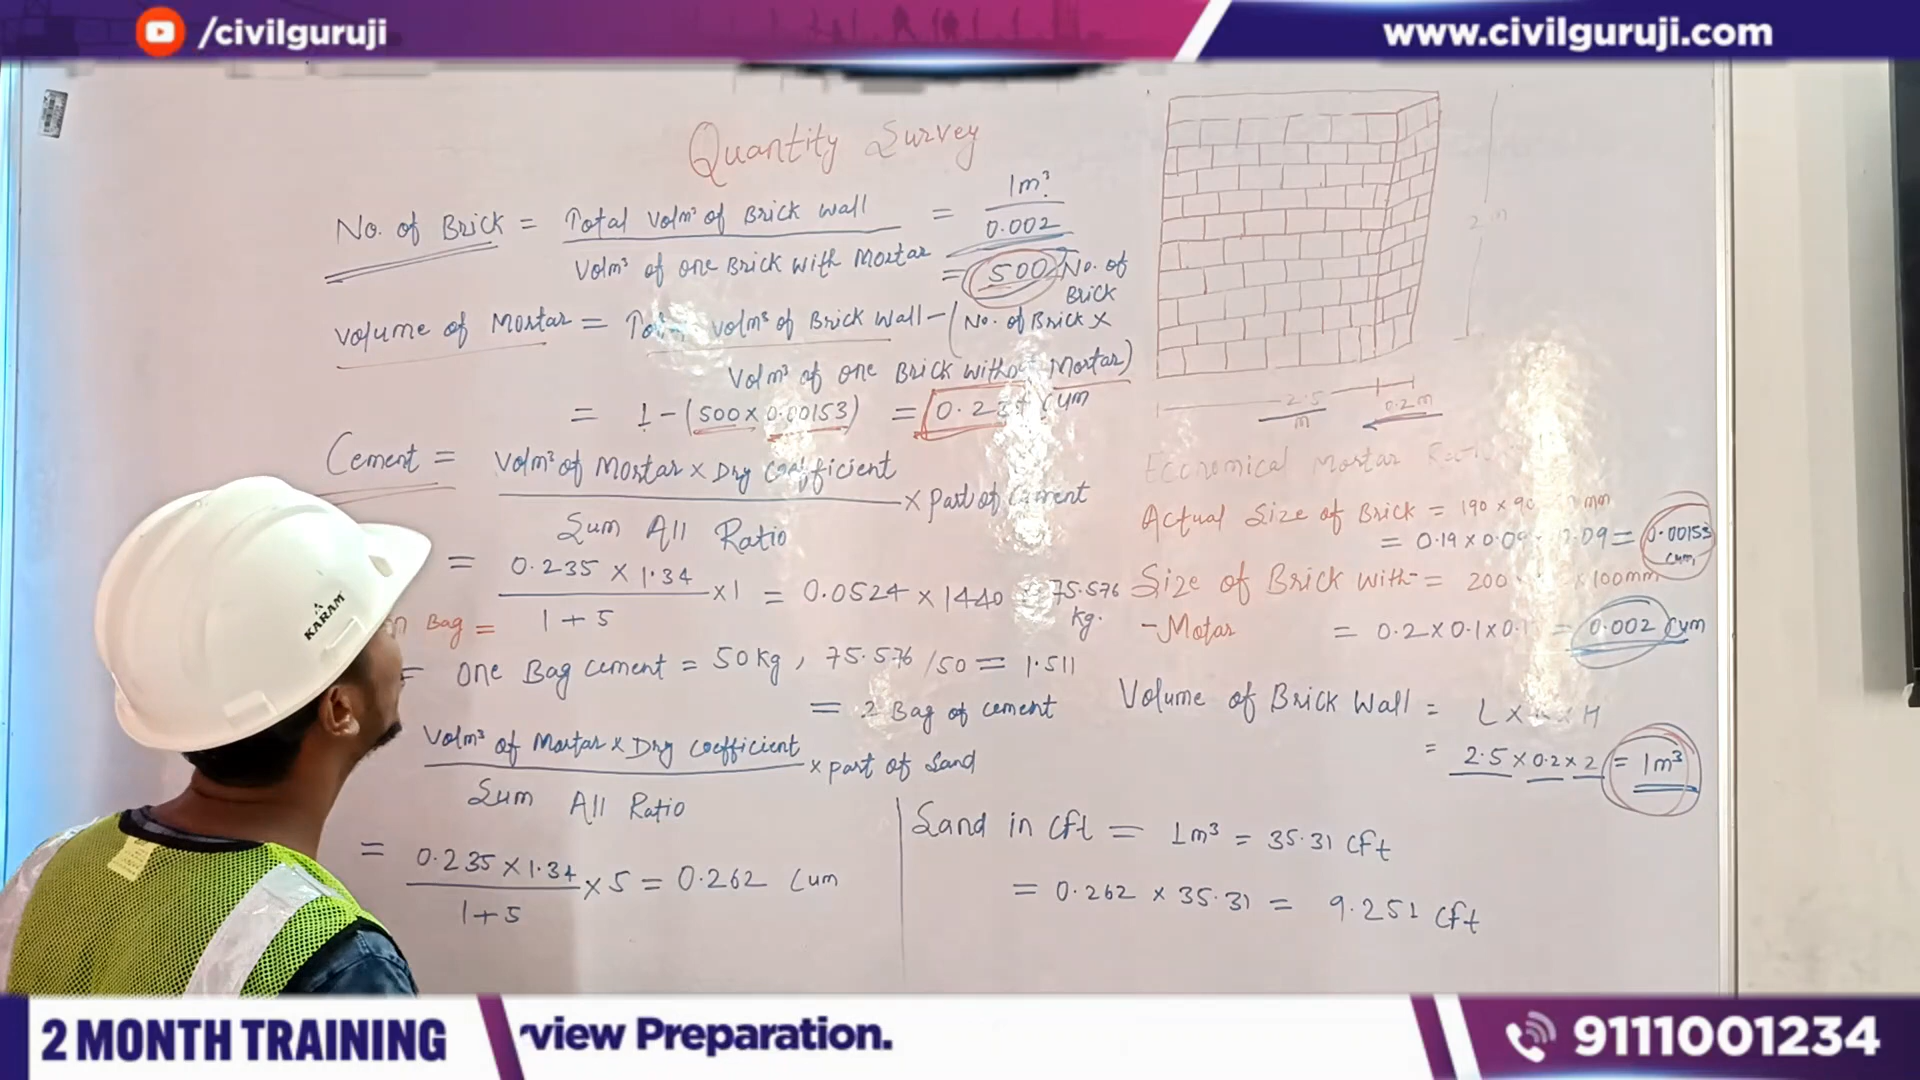 /civilguruji
www.civilguruji.com
Quantity Survey
No. of Brick = Total Volm³ of Brick Wall / Volm³ of one Brick with Mortar = 1m³ / 0.002
= 500 No. of Brick
Volume of Mortar = Volm³ of Brick Wall - (No. of Brick ×
Volm³ of one Brick without Mortar)
= 1 - (500 × 0.00153) = Cum
Cement = Volm³ of Mortar × Dry Coefficient / Sum All Ratio × part of Cement
= 0.235 × 1.34 / 1 + 5 × 1 = 0.0524 × 1440 = 75.576 kg.
Bag =
= One Bag cement = 50 kg, 75.576 / 50 = 1.511
= 2 Bag of cement
Volm³ of Mortar × Dry Coefficient / Sum All Ratio × part of Sand
= 0.235 × 1.34 / 1 + 5 × 5 = 0.262 Cum
2 m
2.5 m
0.2 m
Economical Mortar
Actual Size of Brick = 190 × 90 mm
= 0.19 × 0.09 × 0.09 = 0.00153 Cum
Size of Brick with = 200 × 100mm
-Motar = 0.2 × 0.1 × 0.1 = 0.002 Cum
Volume of Brick Wall = L × × H
= 2.5 × 0.2 × 2 = 1m³
Sand in Cft = 1m³ = 35.31 Cft
= 0.262 × 35.31 = 9.251 Cft
KARAM
2 MONTH TRAINING
view Preparation.
9111001234